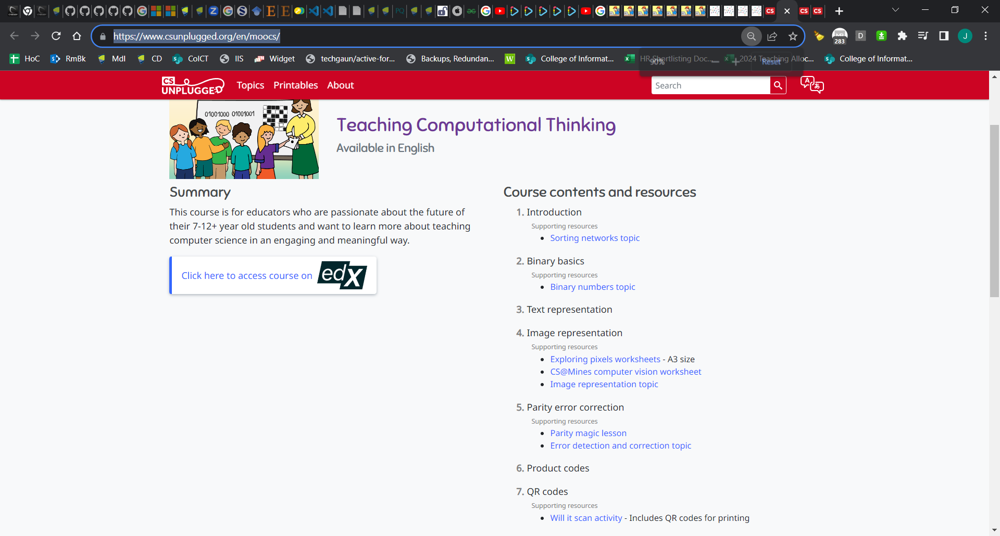 https://www.csunplugged.org/en/moocs/
283
D
J
HoC
RmBk
Mdl
CD
CoICT
IIS
Widget
techgaun/active-for...
Backups, Redundan...
College of Informat...
HR Shortlisting Doc...
2024 Teaching Alloc...
College of Informat...
90%
Reset
CS UNPLUGGED
Topics
Printables
About
Search
01001000 01001001
Teaching Computational Thinking
Available in English
Summary
This course is for educators who are passionate about the future of
their 7-12+ year old students and want to learn more about teaching
computer science in an engaging and meaningful way.
Click here to access course on edX
Course contents and resources
1. Introduction
Supporting resources
• Sorting networks topic
2. Binary basics
Supporting resources
• Binary numbers topic
3. Text representation
4. Image representation
Supporting resources
• Exploring pixels worksheets - A3 size
• CS@Mines computer vision worksheet
• Image representation topic
5. Parity error correction
Supporting resources
• Parity magic lesson
• Error detection and correction topic
6. Product codes
7. QR codes
Supporting resources
• Will it scan activity - Includes QR codes for printing